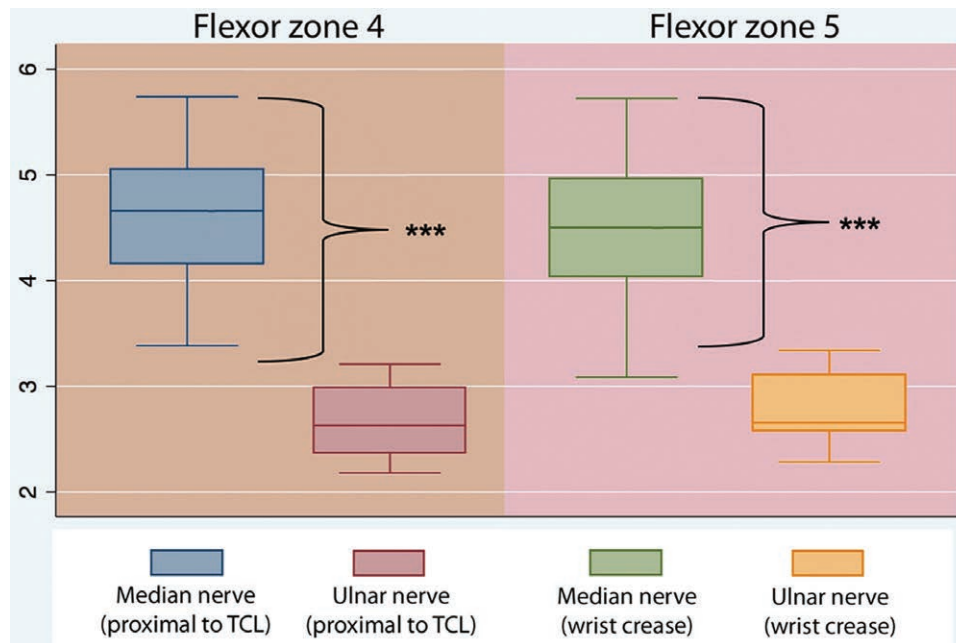 Flexor zone 4
Flexor zone 5
6
5
4
3
2
***
***
Median nerve
(proximal to TCL)
Ulnar nerve
(proximal to TCL)
Median nerve
(wrist crease)
Ulnar nerve
(wrist crease)